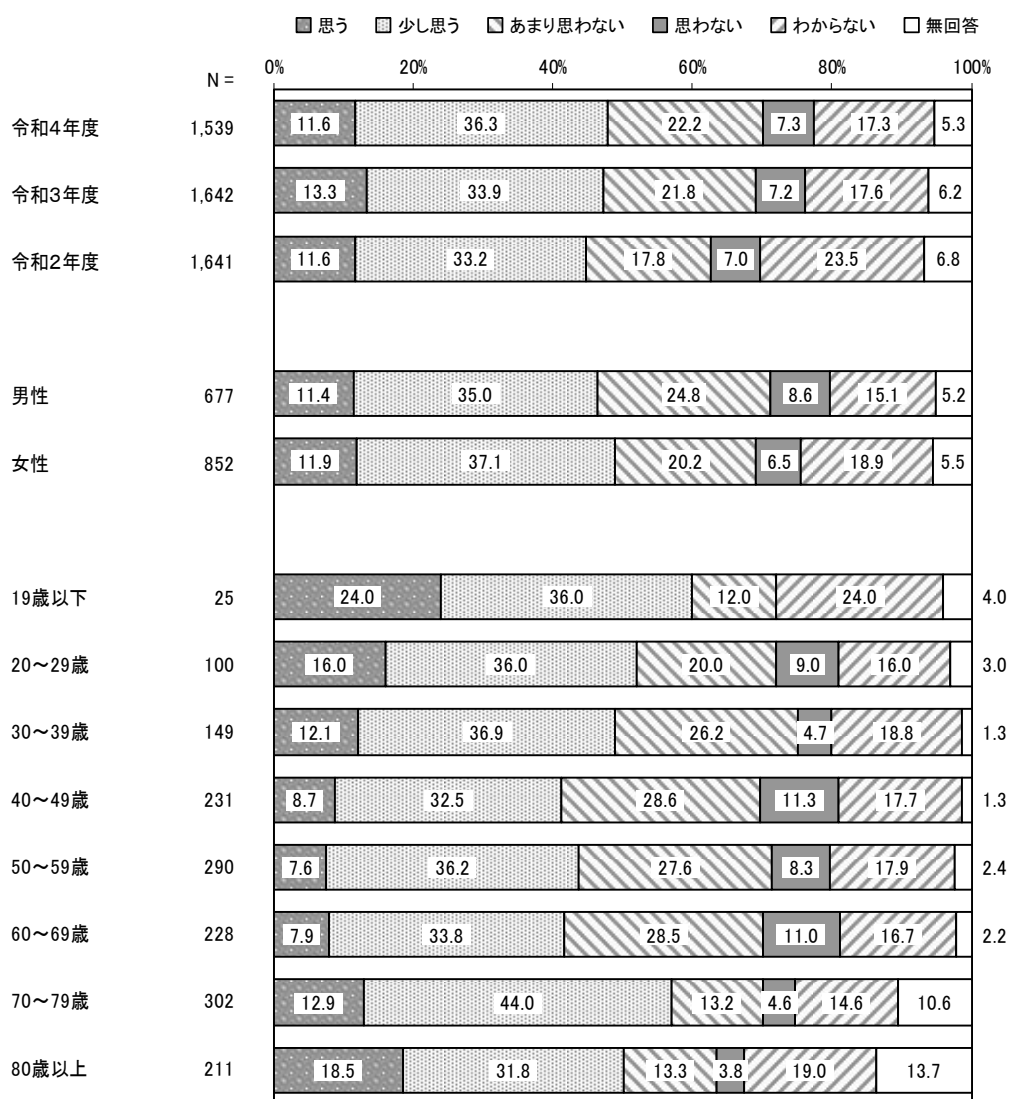 思う 少し思う あまり思わない 思わない わからない 無回答
N = 0% 20% 40% 60% 80% 100%
令和4年度 1,539 11.6 36.3 22.2 7.3 17.3 5.3
令和3年度 1,642 13.3 33.9 21.8 7.2 17.6 6.2
令和2年度 1,641 11.6 33.2 17.8 7.0 23.5 6.8
男性 677 11.4 35.0 24.8 8.6 15.1 5.2
女性 852 11.9 37.1 20.2 6.5 18.9 5.5
19歳以下 25 24.0 36.0 12.0 24.0 4.0
20～29歳 100 16.0 36.0 20.0 9.0 16.0 3.0
30～39歳 149 12.1 36.9 26.2 4.7 18.8 1.3
40～49歳 231 8.7 32.5 28.6 11.3 17.7 1.3
50～59歳 290 7.6 36.2 27.6 8.3 17.9 2.4
60～69歳 228 7.9 33.8 28.5 11.0 16.7 2.2
70～79歳 302 12.9 44.0 13.2 4.6 14.6 10.6
80歳以上 211 18.5 31.8 13.3 3.8 19.0 13.7